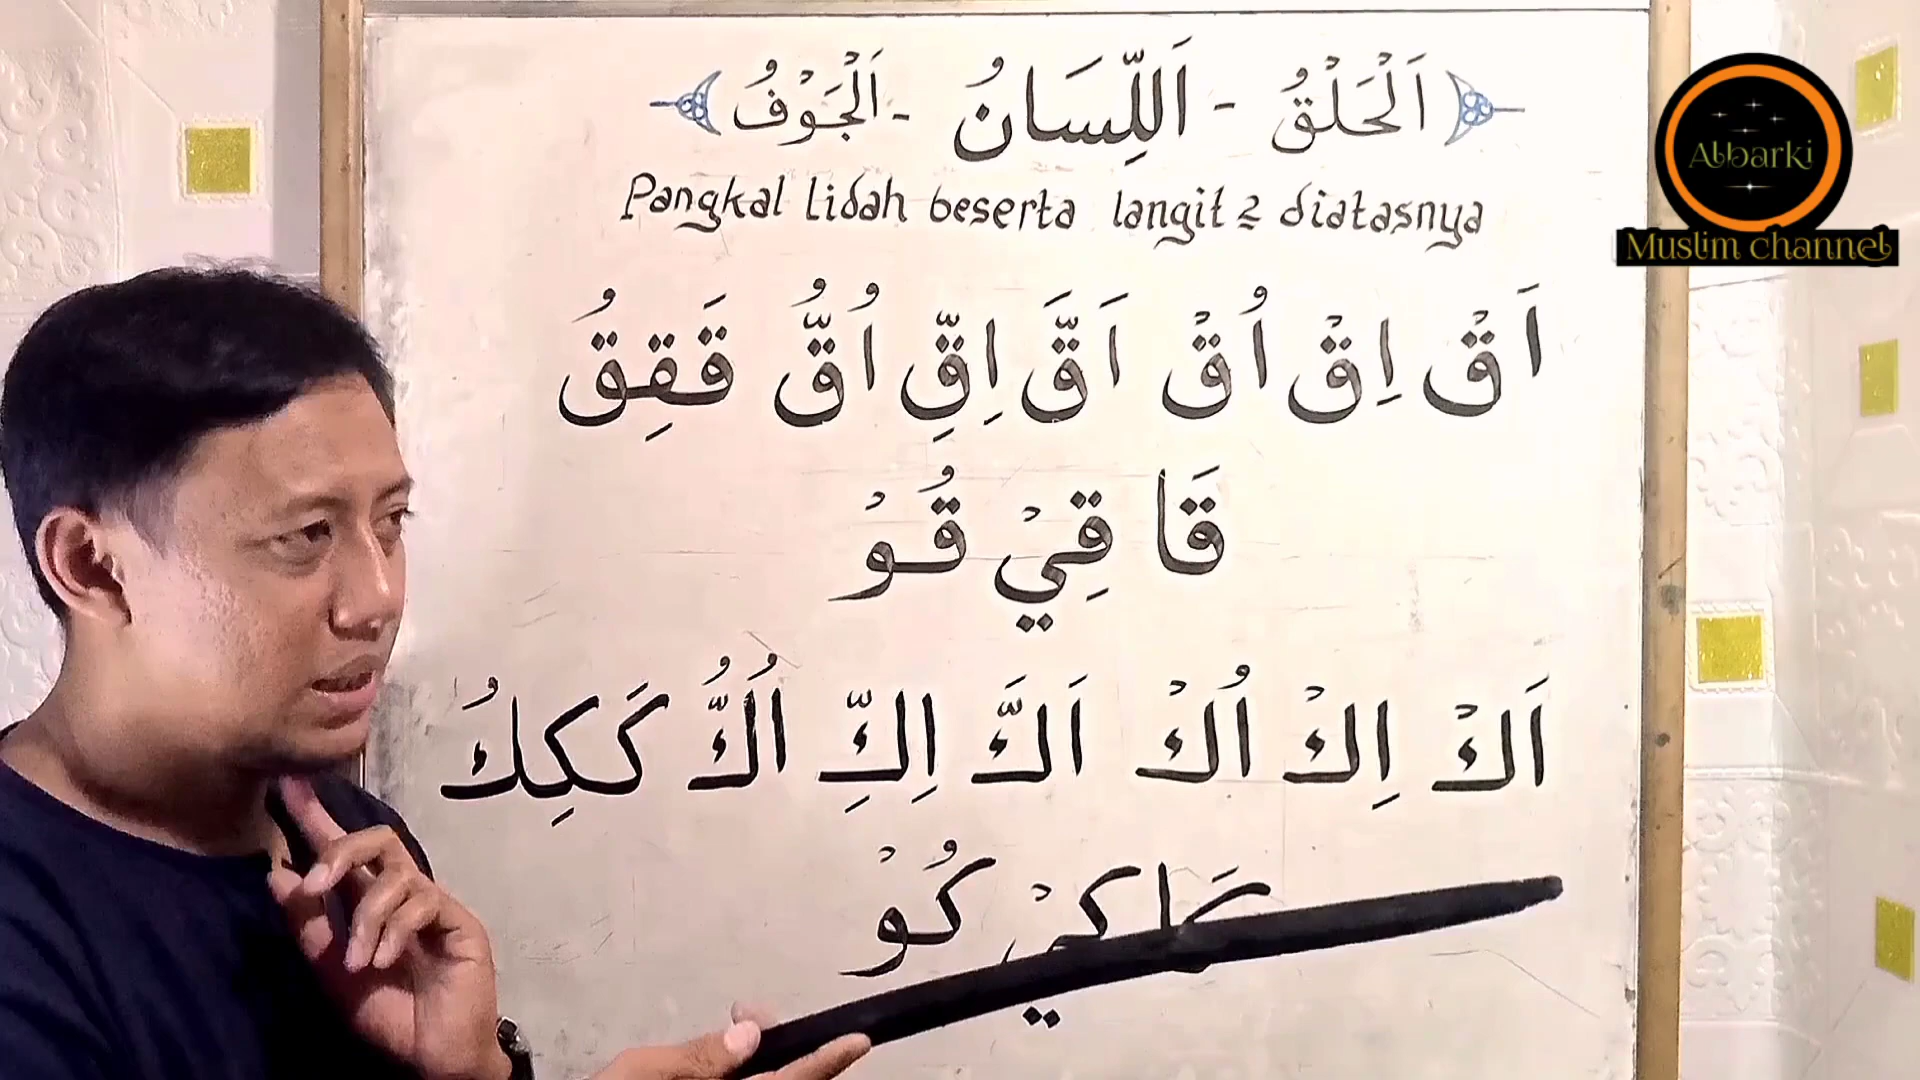 اَلْحَلْقُ - اَللِّسَانُ - اَلْجَوْفُ
Pangkal lidah beserta langit2 diatasnya
اَقْ اِقْ اُقْ اَقَّ اِقِّ اُقُّ قَقِقُ
قَا قِيْ قُوْ
اَكْ اِكْ اُكْ اَكَّ اِكِّ اُكُّ كَكِكُ
كَا كِيْ كُوْ
Abbarki
Muslim channel